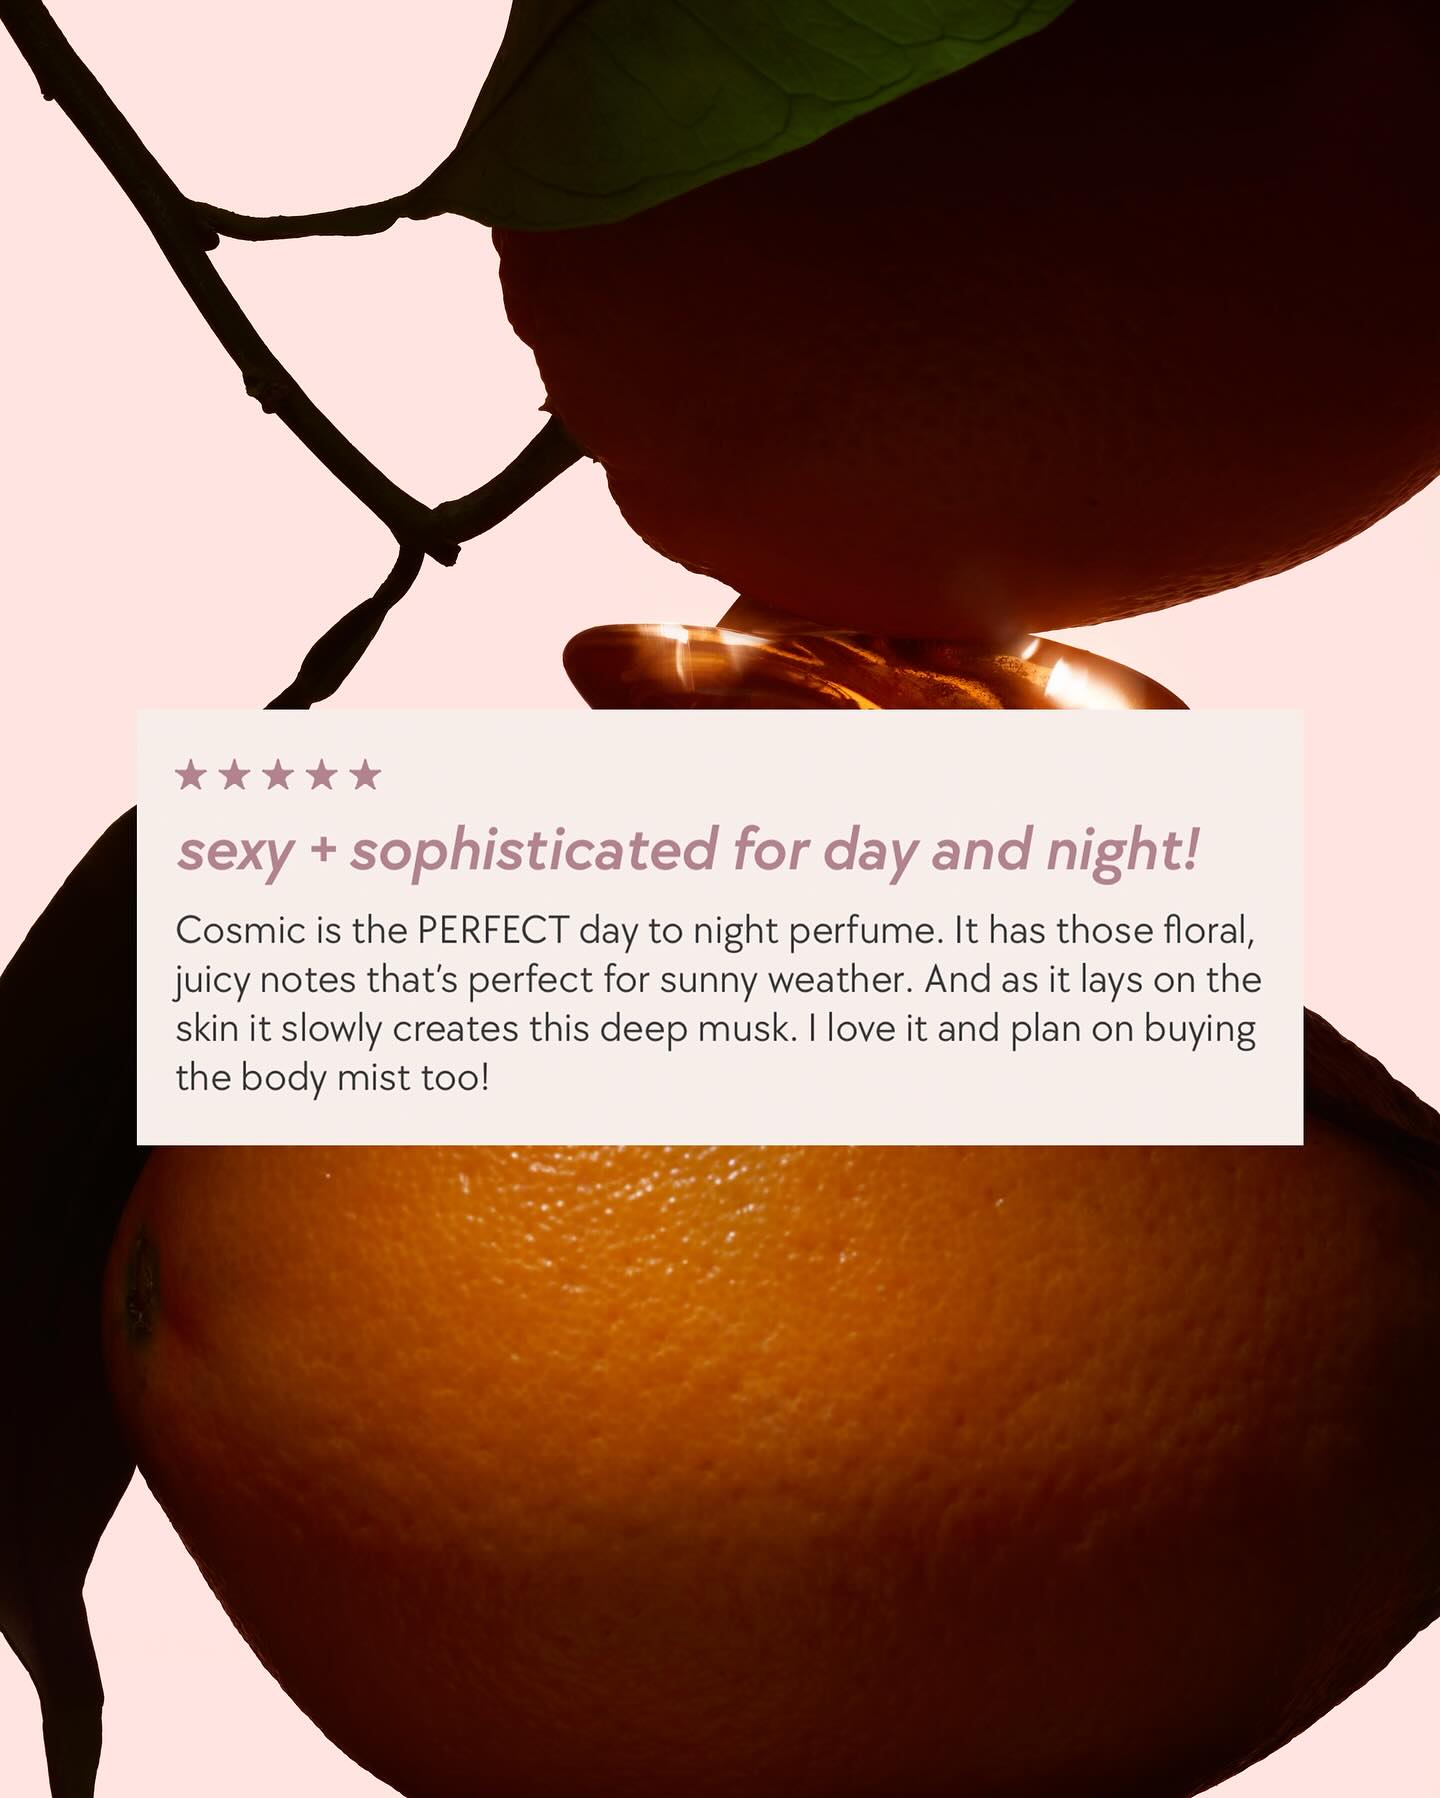 ★★★★★
sexy + sophisticated for day and night!
Cosmic is the PERFECT day to night perfume. It has those floral,
juicy notes that's perfect for sunny weather. And as it lays on the
skin it slowly creates this deep musk. I love it and plan on buying
the body mist too!